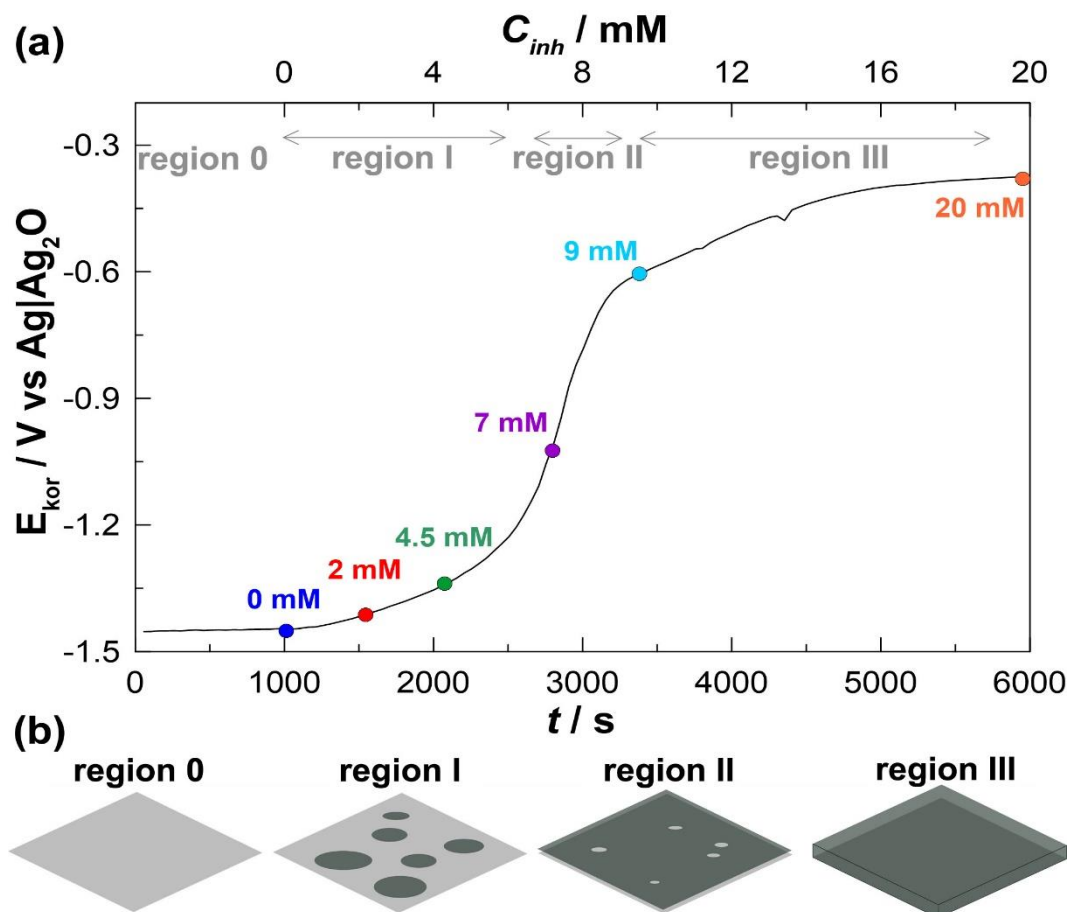 (a)
C_inh / mM
0 4 8 12 16 20
-0.3
region 0 region I region II region III
20 mM
9 mM
-0.6
E_kor / V vs Ag|Ag₂O
-0.9
7 mM
-1.2
4.5 mM
2 mM
0 mM
-1.5
0 1000 2000 3000 4000 5000 6000
t / s
(b)
region 0 region I region II region III